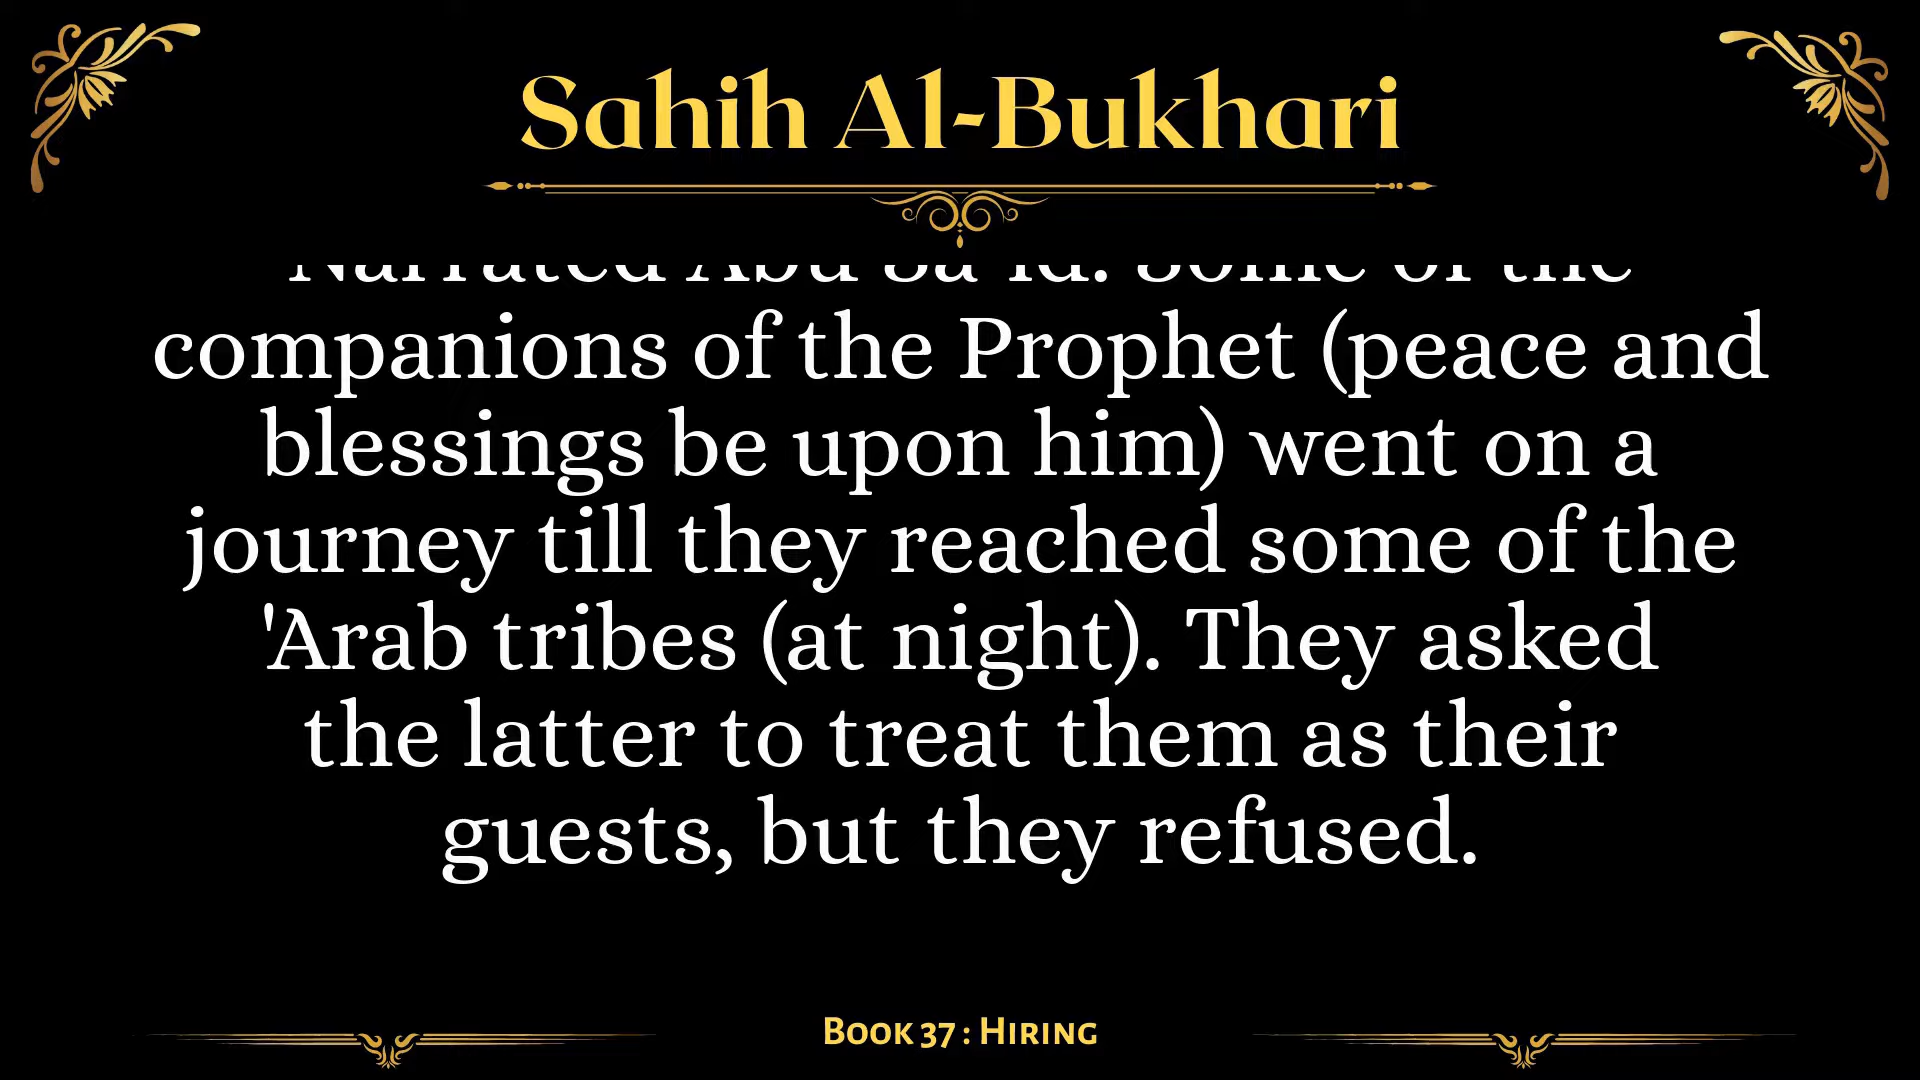 Sahih Al-Bukhari
Narrated Abu Sa'id: Some of the
companions of the Prophet (peace and
blessings be upon him) went on a
journey till they reached some of the
'Arab tribes (at night). They asked
the latter to treat them as their
guests, but they refused.
Book 37 : Hiring